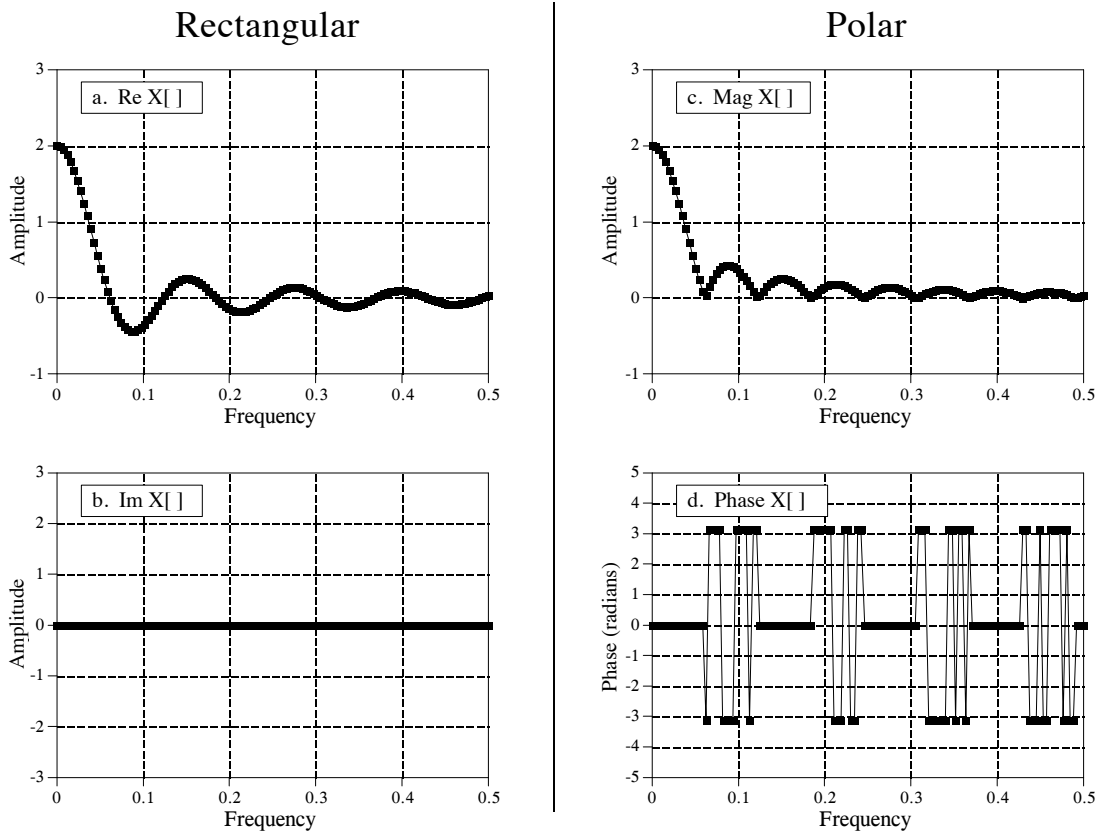 Rectangular
Polar
a. Re X[ ]
3
2
1
0
-1
Amplitude
0 0.1 0.2 0.3 0.4 0.5
Frequency
c. Mag X[ ]
3
2
1
0
-1
Amplitude
0 0.1 0.2 0.3 0.4 0.5
Frequency
b. Im X[ ]
3
2
1
0
-1
-2
-3
Amplitude
0 0.1 0.2 0.3 0.4 0.5
Frequency
d. Phase X[ ]
5
4
3
2
1
0
-1
-2
-3
-4
-5
Phase (radians)
0 0.1 0.2 0.3 0.4 0.5
Frequency